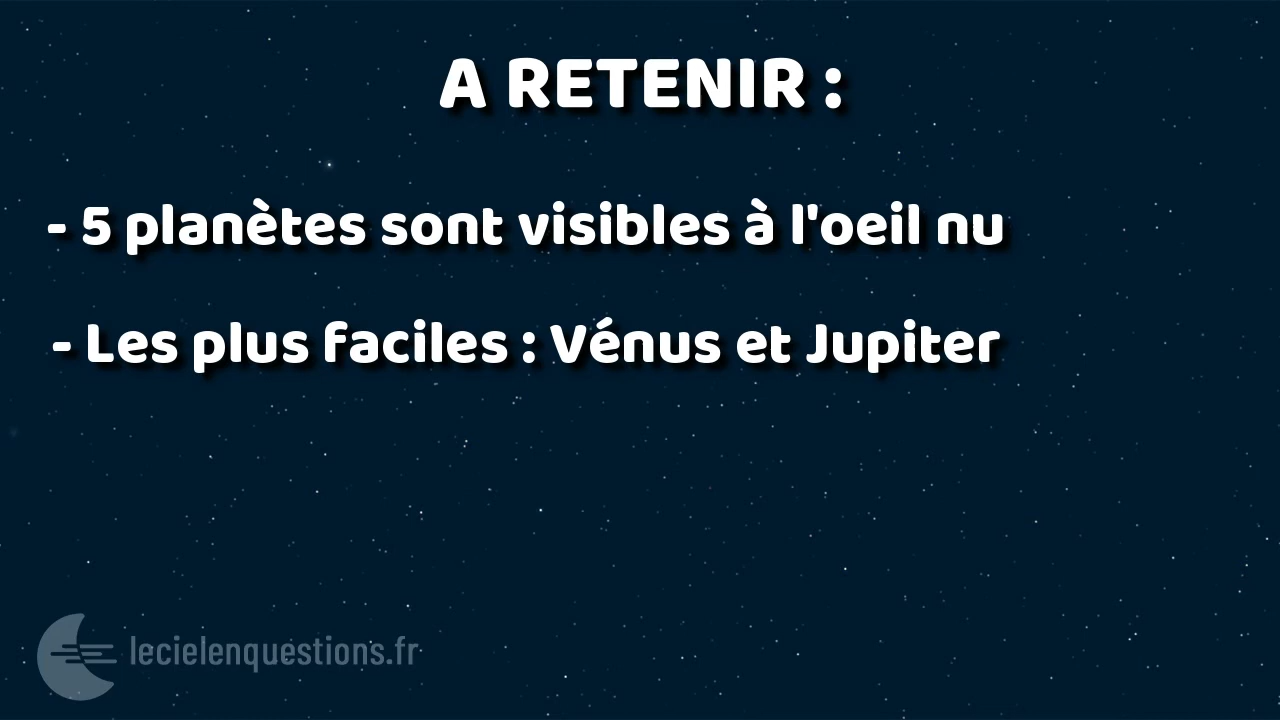 A RETENIR :
- 5 planètes sont visibles à l'oeil nu
- Les plus faciles : Vénus et Jupiter
lecielenquestions.fr